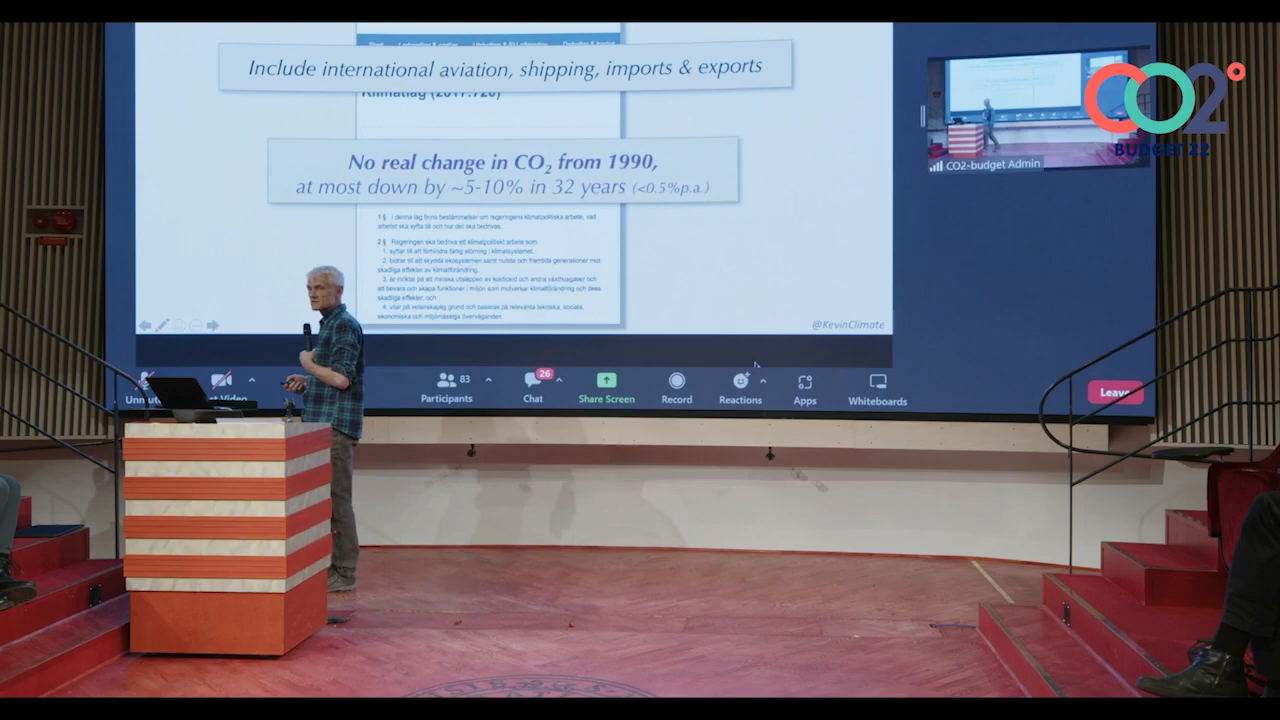 Include international aviation, shipping, imports & exports
Klimatlag (2017:720)
No real change in CO₂ from 1990,
at most down by ~5-10% in 32 years (<0.5%p.a.)
1 § I denna lag finns bestämmelser om regeringens klimatpolitiska arbete, vad
arbetet ska syfta till och hur det ska bedrivas.
2 § Regeringen ska bedriva ett klimatpolitiskt arbete som
1. syftar till att förhindra farlig störning i klimatsystemet,
2. bidrar till att skydda ekosystemen samt nutida och framtida generationer mot
skadliga effekter av klimatförändring,
3. är inriktat på att minska utsläppen av koldioxid och andra växthusgaser och
att bevara och skapa funktioner i miljön som motverkar klimatförändring och dess
skadliga effekter, och
4. vilar på vetenskaplig grund och baseras på relevanta tekniska, sociala,
ekonomiska och miljömässiga överväganden.
@KevinClimate
CO2°
BUDGET 22
CO2-budget Admin
Unmute
Video
83
Participants
26
Chat
Share Screen
Record
Reactions
Apps
Whiteboards
Leave